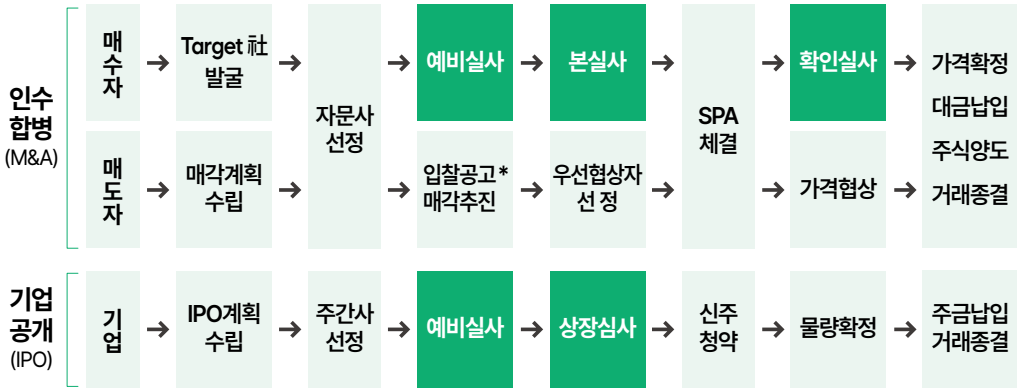 인수
합병
(M&A)
매수자
Target 社
발굴
자문사
선정
예비실사
본실사
SPA
체결
확인실사
가격확정
대금납입
주식양도
거래종결
매도자
매각계획
수립
입찰공고*
매각추진
우선협상자
선 정
가격협상
기업
공개
(IPO)
기업
IPO계획
수립
주간사
선정
예비실사
상장심사
신주
청약
물량확정
주금납입
거래종결